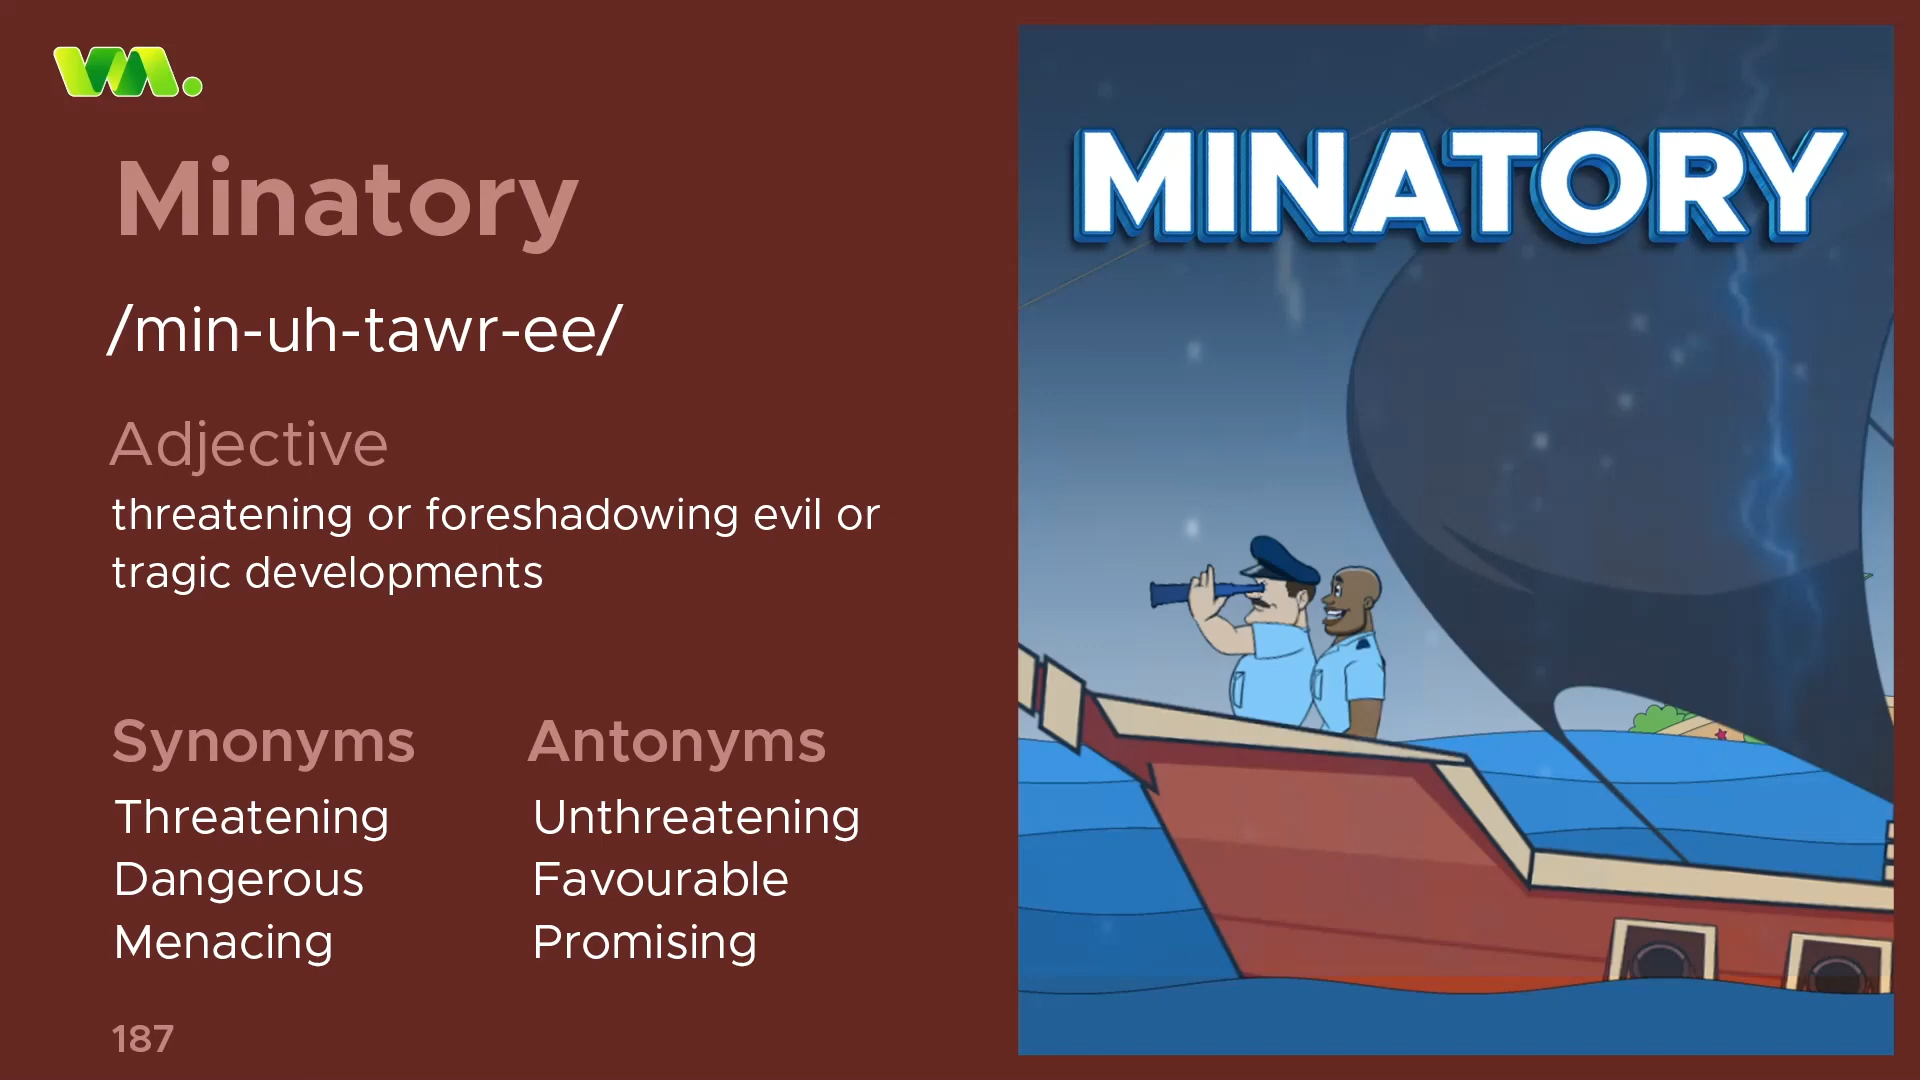 VM.
Minatory
/min-uh-tawr-ee/
Adjective
threatening or foreshadowing evil or
tragic developments
Synonyms
Threatening
Dangerous
Menacing
Antonyms
Unthreatening
Favourable
Promising
187
MINATORY